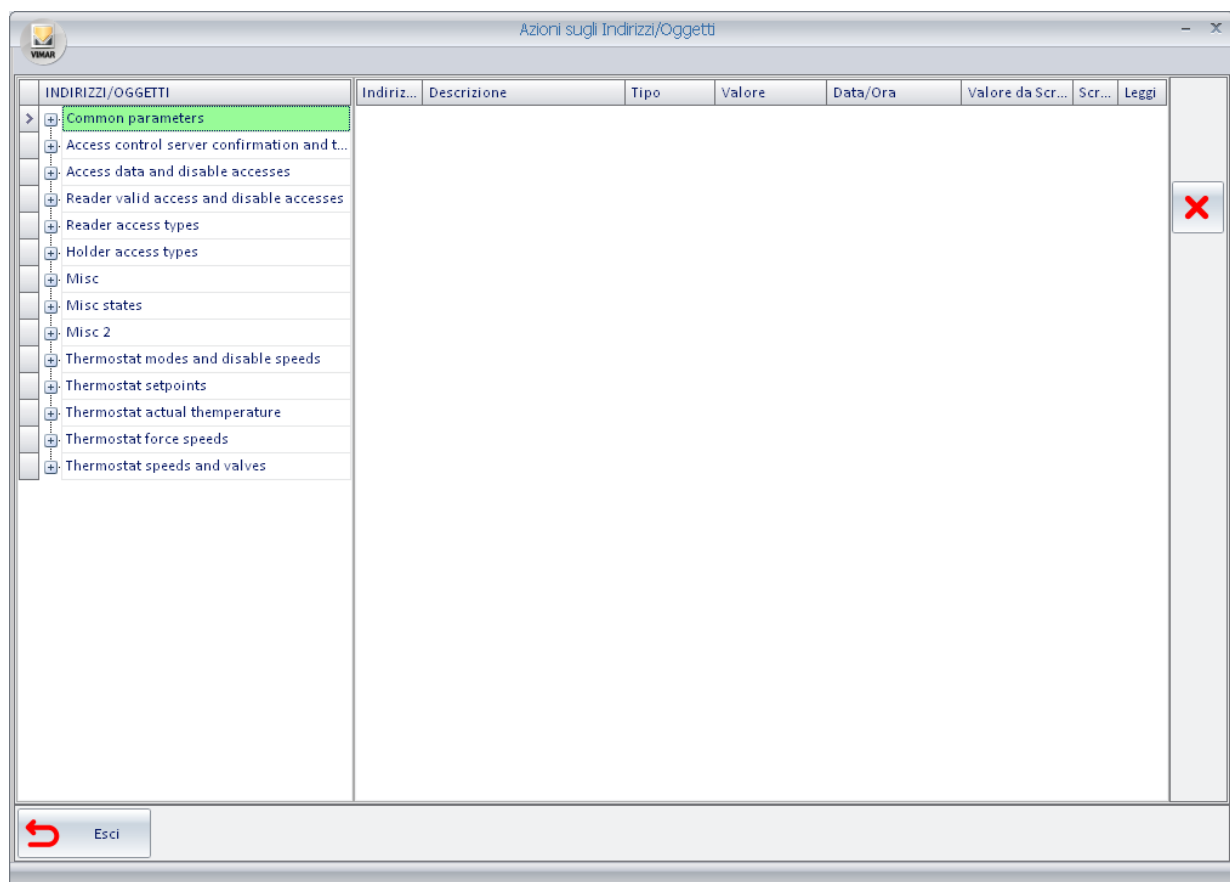 Azioni sugli Indirizzi/Oggetti
VIMAR
INDIRIZZI/OGGETTI
Indiriz... Descrizione Tipo Valore Data/Ora Valore da Scr... Scr... Leggi
Common parameters
Access control server confirmation and t...
Access data and disable accesses
Reader valid access and disable accesses
Reader access types
Holder access types
Misc
Misc states
Misc 2
Thermostat modes and disable speeds
Thermostat setpoints
Thermostat actual themperature
Thermostat force speeds
Thermostat speeds and valves
Esci